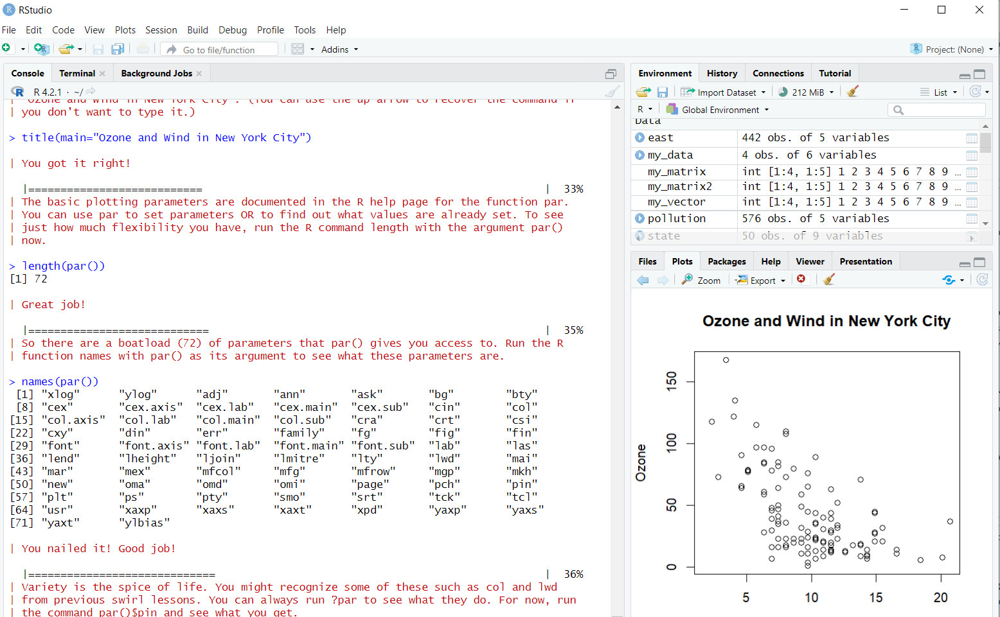 RStudio
File Edit Code View Plots Session Build Debug Profile Tools Help
Go to file/function Addins Project: (None)
Console Terminal Background Jobs
R 4.2.1 · ~/
| "Ozone and Wind in New York City". (You can use the up arrow to recover the command if
| you don't want to type it.)
> title(main="Ozone and Wind in New York City")
| You got it right!
|=========================== | 33%
| The basic plotting parameters are documented in the R help page for the function par.
| You can use par to set parameters OR to find out what values are already set. To see
| just how much flexibility you have, run the R command length with the argument par()
| now.
> length(par())
[1] 72
| Great job!
|============================ | 35%
| So there are a boatload (72) of parameters that par() gives you access to. Run the R
| function names with par() as its argument to see what these parameters are.
> names(par())
[1] "xlog" "ylog" "adj" "ann" "ask" "bg" "bty"
[8] "cex" "cex.axis" "cex.lab" "cex.main" "cex.sub" "cin" "col"
[15] "col.axis" "col.lab" "col.main" "col.sub" "cra" "crt" "csi"
[22] "cxy" "din" "err" "family" "fg" "fig" "fin"
[29] "font" "font.axis" "font.lab" "font.main" "font.sub" "lab" "las"
[36] "lend" "lheight" "ljoin" "lmitre" "lty" "lwd" "mai"
[43] "mar" "mex" "mfcol" "mfg" "mfrow" "mgp" "mkh"
[50] "new" "oma" "omd" "omi" "page" "pch" "pin"
[57] "plt" "ps" "pty" "smo" "srt" "tck" "tcl"
[64] "usr" "xaxp" "xaxs" "xaxt" "xpd" "yaxp" "yaxs"
[71] "yaxt" "ylbias"
| You nailed it! Good job!
|============================= | 36%
| Variety is the spice of life. You might recognize some of these such as col and lwd
| from previous swirl lessons. You can always run ?par to see what they do. For now, run
| the command par()$pin and see what you get.
Environment History Connections Tutorial
Import Dataset 212 MiB List
R Global Environment
Data
east 442 obs. of 5 variables
my_data 4 obs. of 6 variables
my_matrix int [1:4, 1:5] 1 2 3 4 5 6 7 8 9 ...
my_matrix2 int [1:4, 1:5] 1 2 3 4 5 6 7 8 9 ...
my_vector int [1:4, 1:5] 1 2 3 4 5 6 7 8 9 ...
pollution 576 obs. of 5 variables
state 50 obs. of 9 variables
Files Plots Packages Help Viewer Presentation
Zoom Export
Ozone and Wind in New York City
Ozone
150
100
50
0
5 10 15 20